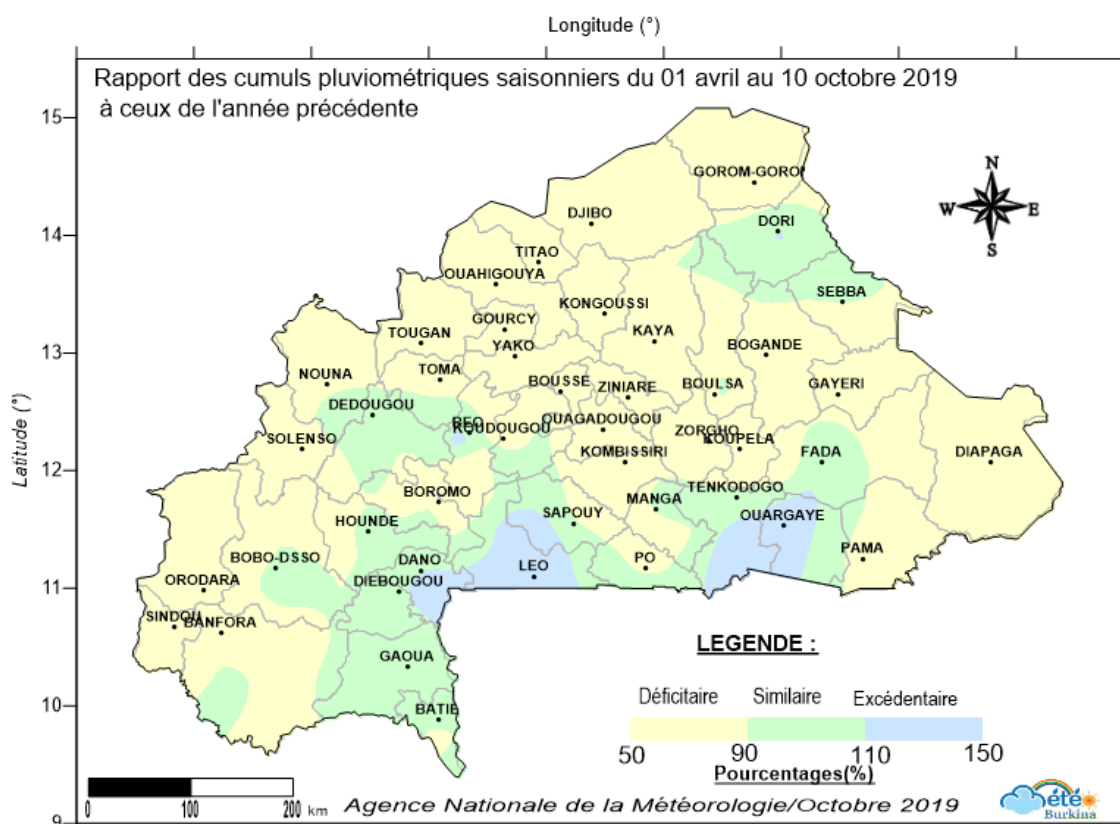 Longitude (°)
Rapport des cumuls pluviométriques saisonniers du 01 avril au 10 octobre 2019
à ceux de l'année précédente
15
14
13
12
11
10
9
Latitude (°)
N
W
E
S
GOROM-GORO
DJIBO
DORI
TITAO
OUAHIGOUYA
SEBBA
KONGOUSSI
GOURCY
TOUGAN
KAYA
YAKO
BOGANDE
TOMA
NOUNA
BOUSSE
ZINIARE
BOULSA
GAYERI
DEDOUGOU
REO
KOUDOUGOU
OUAGADOUGOU
ZORGHO
KOUPELA
SOLENSO
KOMBISSIRI
FADA
DIAPAGA
BOROMO
MANGA
TENKODOGO
HOUNDE
SAPOUY
OUARGAYE
BOBO-DSSO
DANO
LEO
PO
PAMA
ORODARA
DIEBOUGOU
SINDOU
BANFORA
GAOUA
BATIE
LEGENDE :
Déficitaire
Similaire
Excédentaire
50
90
110
150
Pourcentages(%)
0
100
200
km
Agence Nationale de la Météorologie/Octobre 2019
Météo
Burkina